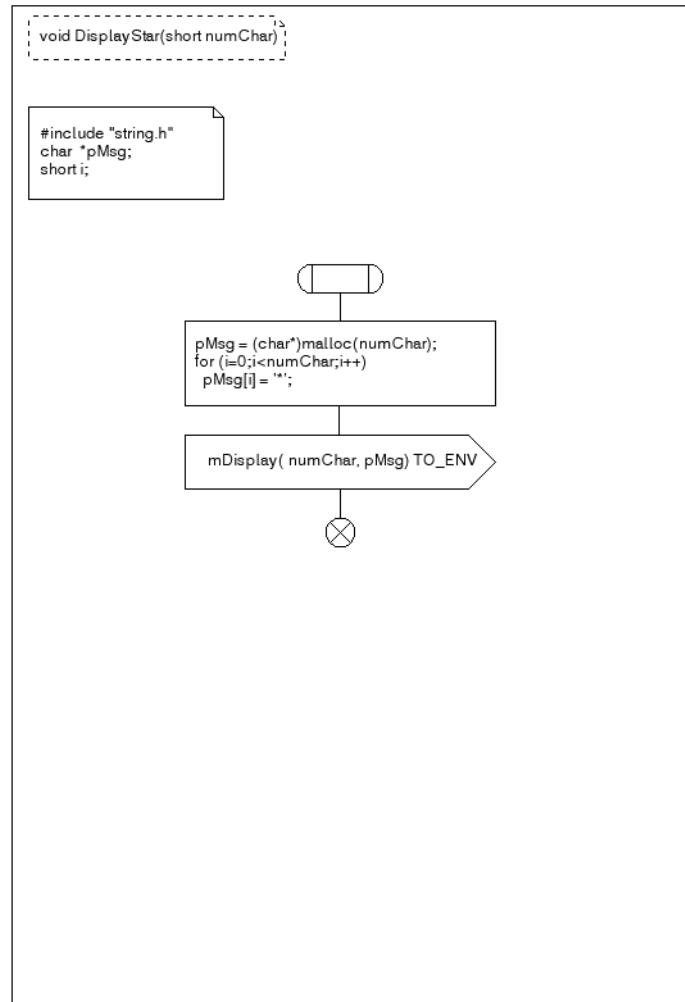 void DisplayStar(short numChar)
#include "string.h"
char *pMsg;
short i;
pMsg = (char*)malloc(numChar);
for (i=0;i<numChar;i++)
pMsg[i] = '*';
mDisplay( numChar, pMsg) TO_ENV